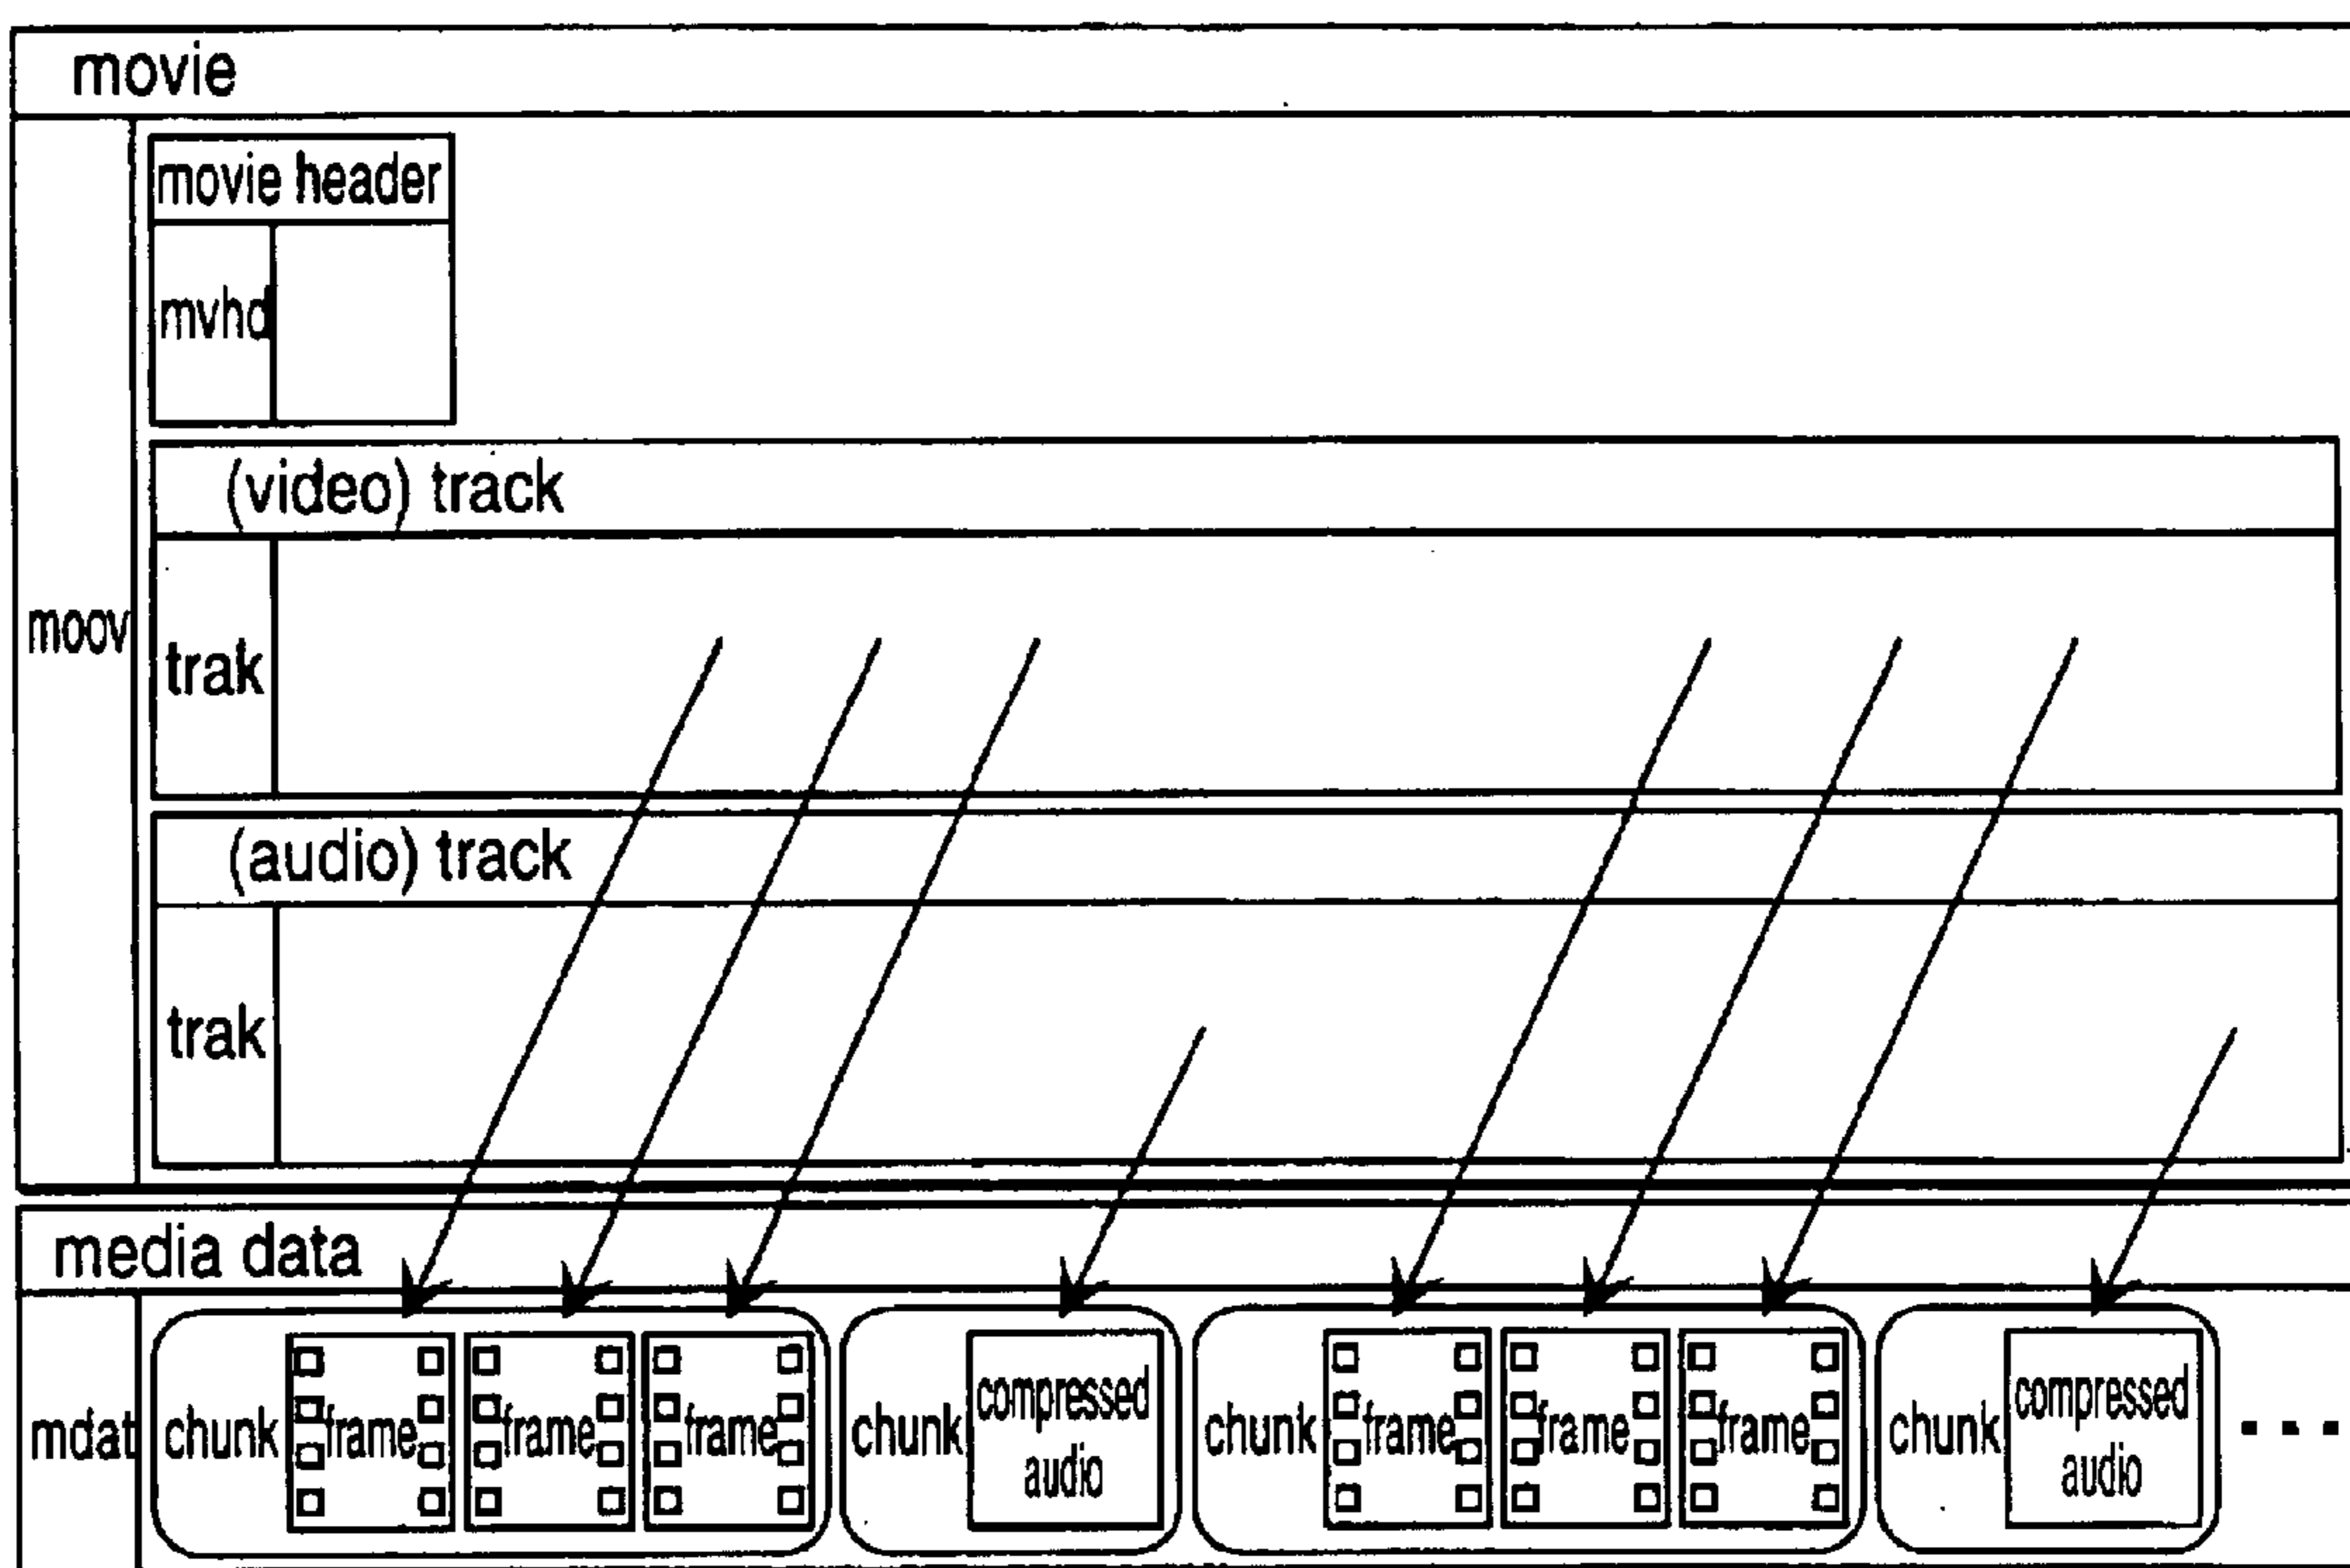 movie
movie header
mvhd
(video) track
moov
trak
(audio) track
trak
media data
mdat
chunk
frame
frame
frame
chunk
compressed
audio
chunk
frame
frame
frame
chunk
compressed
audio
...